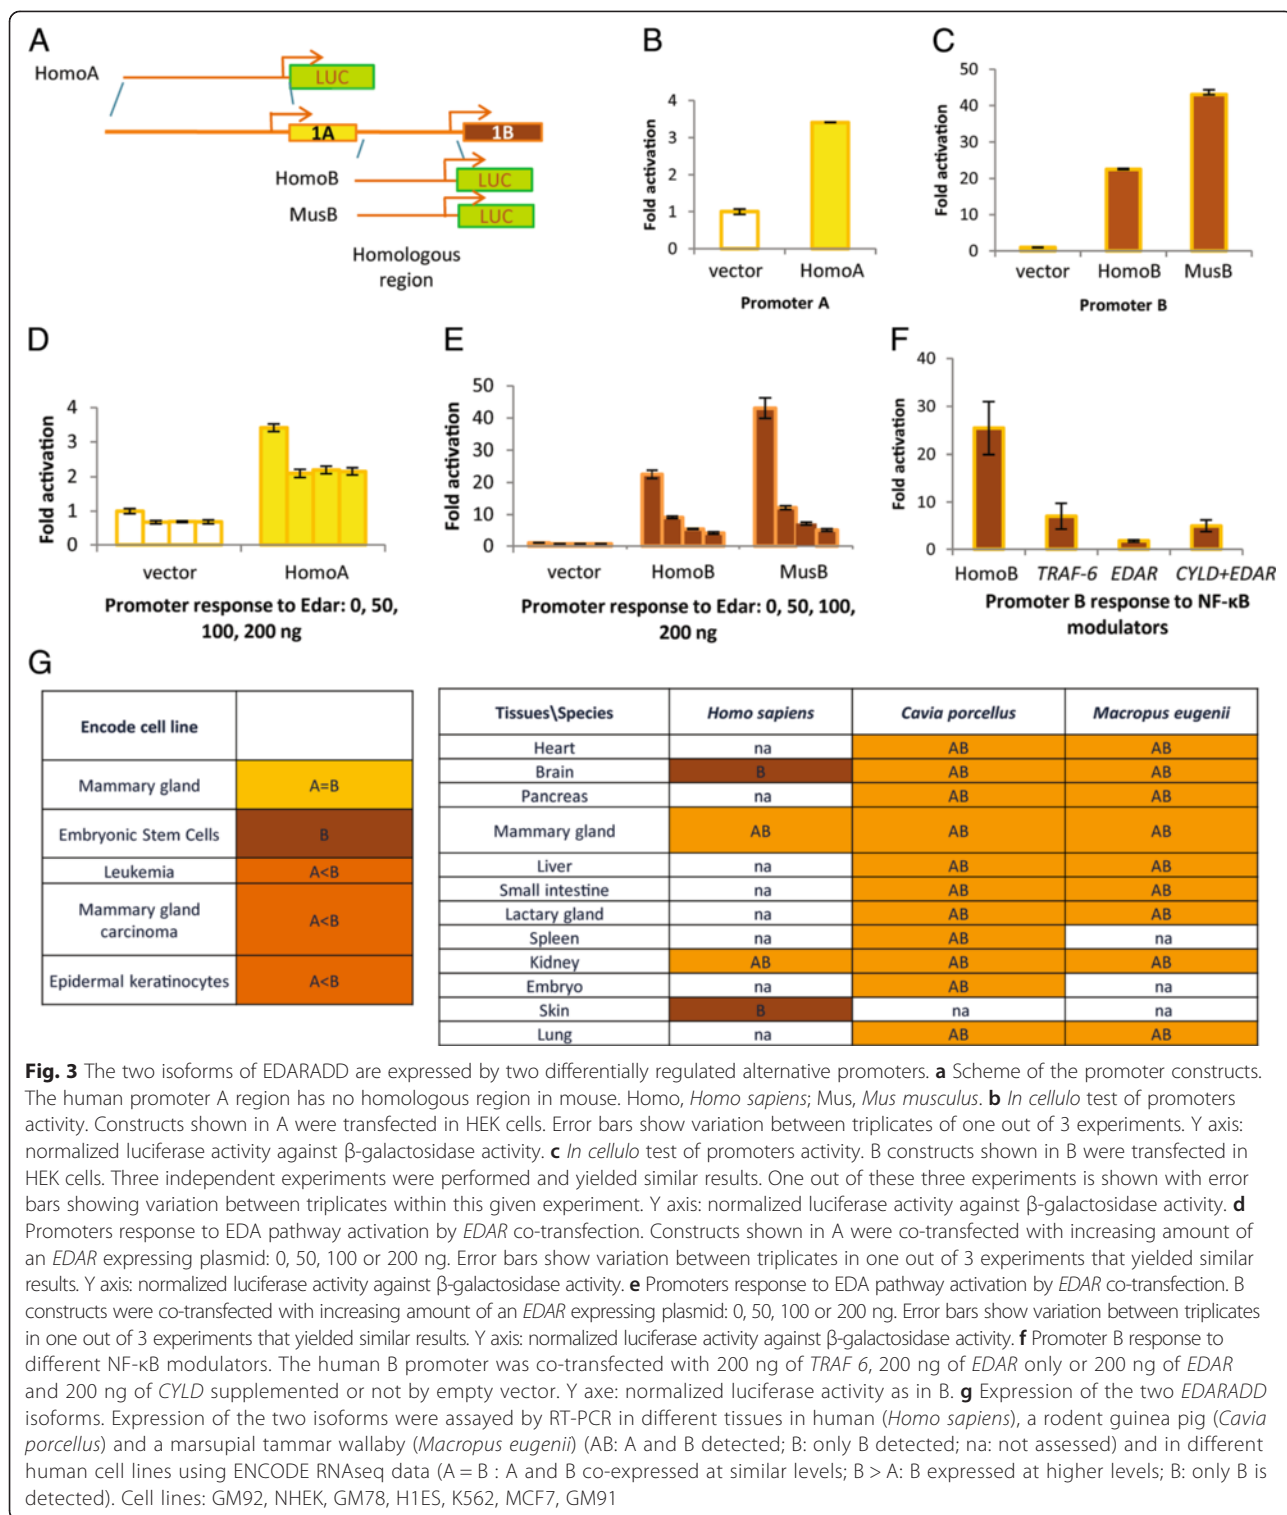 A
HomoA
LUC
1A
1B
HomoB
LUC
MusB
LUC
Homologous
region
B
Fold activation
4
3
2
1
0
vector
HomoA
Promoter A
C
Fold activation
50
40
30
20
10
0
vector
HomoB
MusB
Promoter B
D
Fold activation
4
3
2
1
0
vector
HomoA
Promoter response to Edar: 0, 50,
100, 200 ng
E
Fold activation
50
40
30
20
10
0
vector
HomoB
MusB
Promoter response to Edar: 0, 50, 100,
200 ng
F
Fold activation
40
30
20
10
0
HomoB
TRAF-6
EDAR
CYLD+EDAR
Promoter B response to NF-κB
modulators
G
Encode cell line
Mammary gland A=B
Embryonic Stem Cells B
Leukemia A<B
Mammary gland
carcinoma A<B
Epidermal keratinocytes A<B
Tissues\Species Homo sapiens Cavia porcellus Macropus eugenii
Heart na AB AB
Brain B AB AB
Pancreas na AB AB
Mammary gland AB AB AB
Liver na AB AB
Small intestine na AB AB
Lactary gland na AB AB
Spleen na AB na
Kidney AB AB AB
Embryo na AB na
Skin B na na
Lung na AB AB
Fig. 3 The two isoforms of EDARADD are expressed by two differentially regulated alternative promoters. a Scheme of the promoter constructs.
The human promoter A region has no homologous region in mouse. Homo, Homo sapiens; Mus, Mus musculus. b In cellulo test of promoters
activity. Constructs shown in A were transfected in HEK cells. Error bars show variation between triplicates of one out of 3 experiments. Y axis:
normalized luciferase activity against β-galactosidase activity. c In cellulo test of promoters activity. B constructs shown in B were transfected in
HEK cells. Three independent experiments were performed and yielded similar results. One out of these three experiments is shown with error
bars showing variation between triplicates within this given experiment. Y axis: normalized luciferase activity against β-galactosidase activity. d
Promoters response to EDA pathway activation by EDAR co-transfection. Constructs shown in A were co-transfected with increasing amount of
an EDAR expressing plasmid: 0, 50, 100 or 200 ng. Error bars show variation between triplicates in one out of 3 experiments that yielded similar
results. Y axis: normalized luciferase activity against β-galactosidase activity. e Promoters response to EDA pathway activation by EDAR co-transfection. B
constructs were co-transfected with increasing amount of an EDAR expressing plasmid: 0, 50, 100 or 200 ng. Error bars show variation between triplicates
in one out of 3 experiments that yielded similar results. Y axis: normalized luciferase activity against β-galactosidase activity. f Promoter B response to
different NF-κB modulators. The human B promoter was co-transfected with 200 ng of TRAF 6, 200 ng of EDAR only or 200 ng of EDAR
and 200 ng of CYLD supplemented or not by empty vector. Y axe: normalized luciferase activity as in B. g Expression of the two EDARADD
isoforms. Expression of the two isoforms were assayed by RT-PCR in different tissues in human (Homo sapiens), a rodent guinea pig (Cavia
porcellus) and a marsupial tammar wallaby (Macropus eugenii) (AB: A and B detected; B: only B detected; na: not assessed) and in different
human cell lines using ENCODE RNAseq data (A = B : A and B co-expressed at similar levels; B > A: B expressed at higher levels; B: only B is
detected). Cell lines: GM92, NHEK, GM78, H1ES, K562, MCF7, GM91